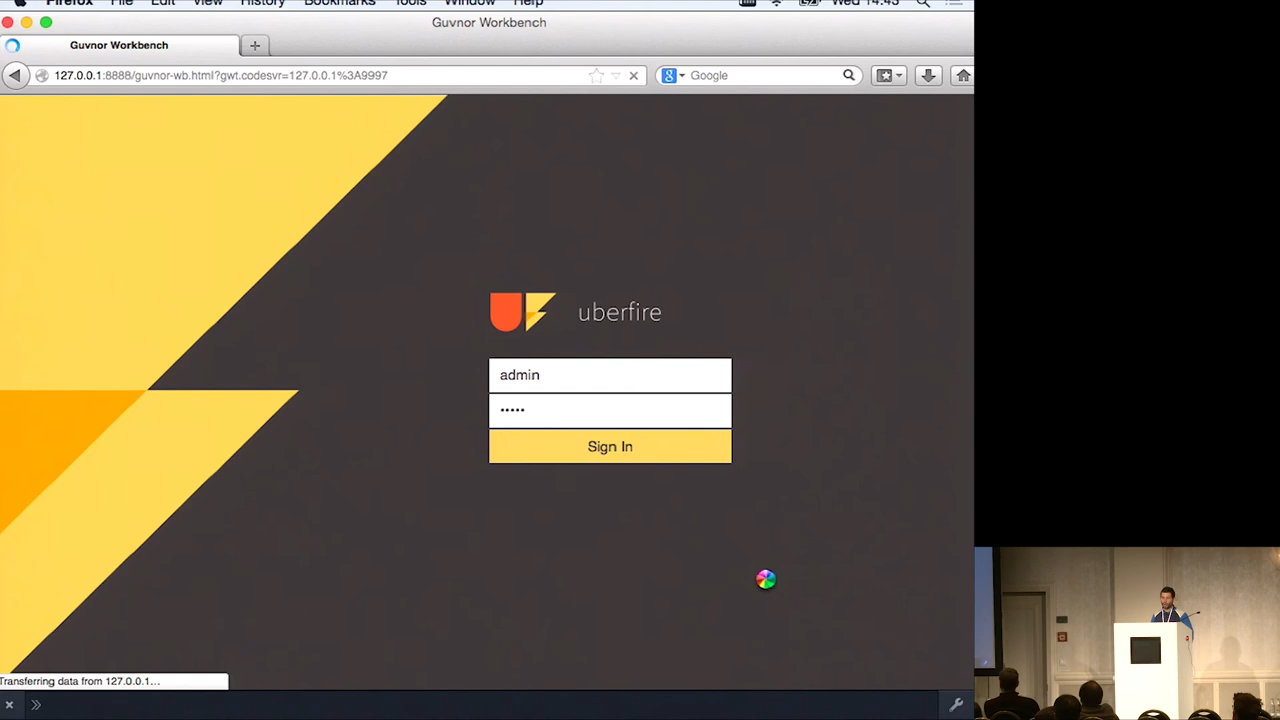 Firefox File Edit View History Bookmarks Tools Window Help Wed 14:43
Guvnor Workbench
Guvnor Workbench
127.0.0.1:8888/guvnor-wb.html?gwt.codesvr=127.0.0.1%3A9997
Google
uberfire
admin
•••••
Sign In
Transferring data from 127.0.0.1...